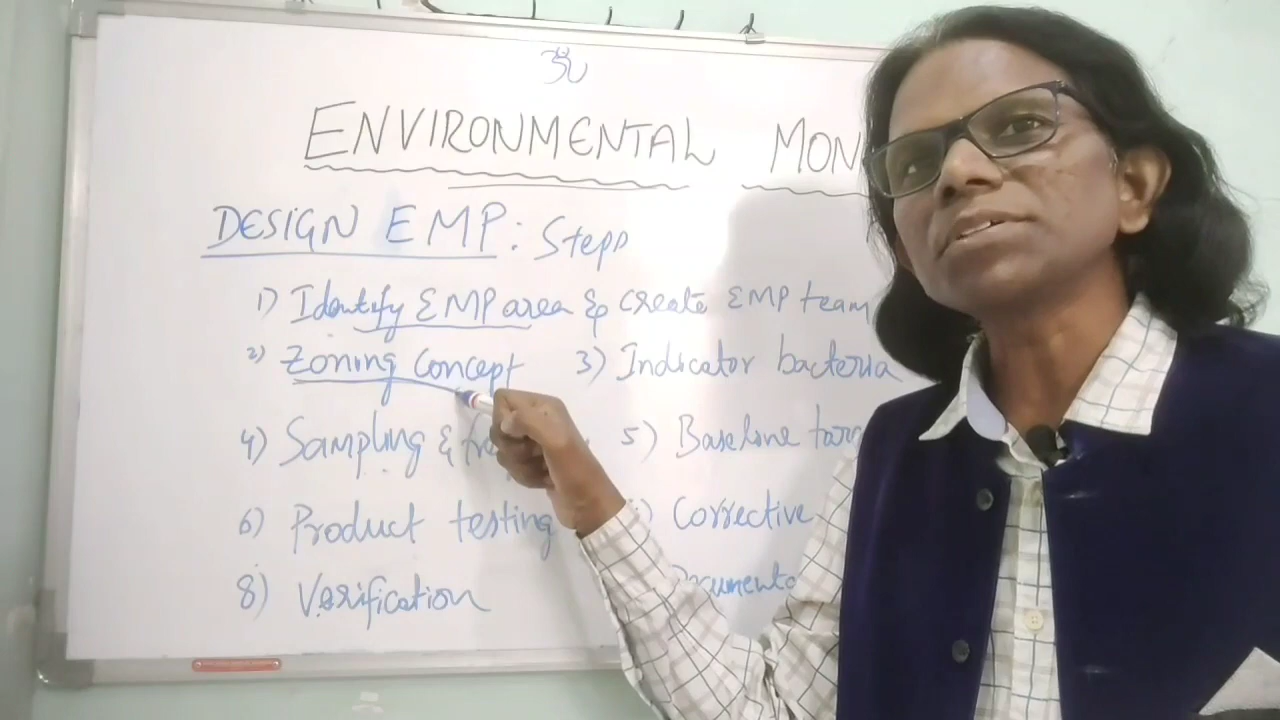 ૐ
ENVIRONMENTAL MON
DESIGN EMP: Steps
1) Identify EMP area & create EMP team
2) Zoning concept 3) Indicator bacteria
4) Sampling & 5) Baseline
6) Product testing ) Corrective
8) Verification